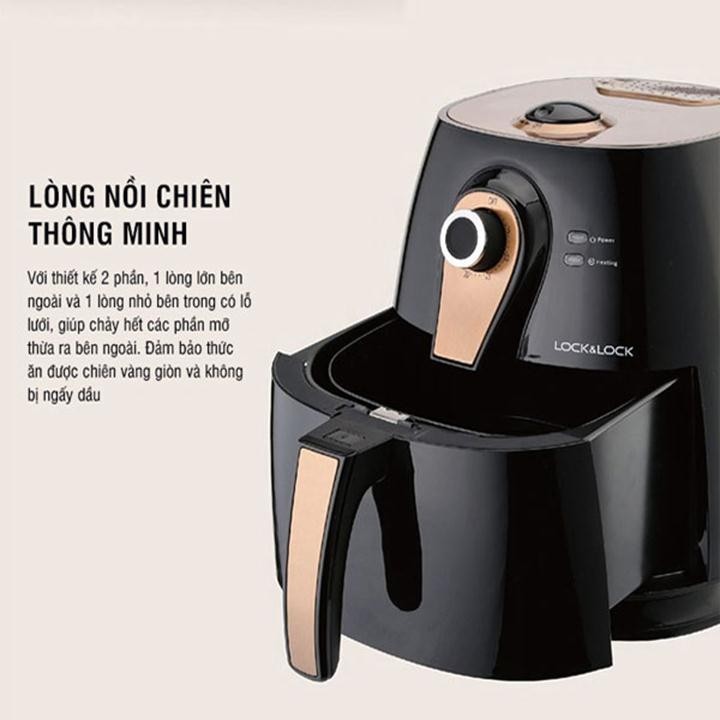 LÒNG NỒI CHIÊN
THÔNG MINH
Với thiết kế 2 phần, 1 lòng lớn bên
ngoài và 1 lòng nhỏ bên trong có lỗ
lưới, giúp chảy hết các phần mỡ
thừa ra bên ngoài. Đảm bảo thức
ăn được chiên vàng giòn và không
bị ngấy dầu
OFF
Power
Heating
LOCK&LOCK